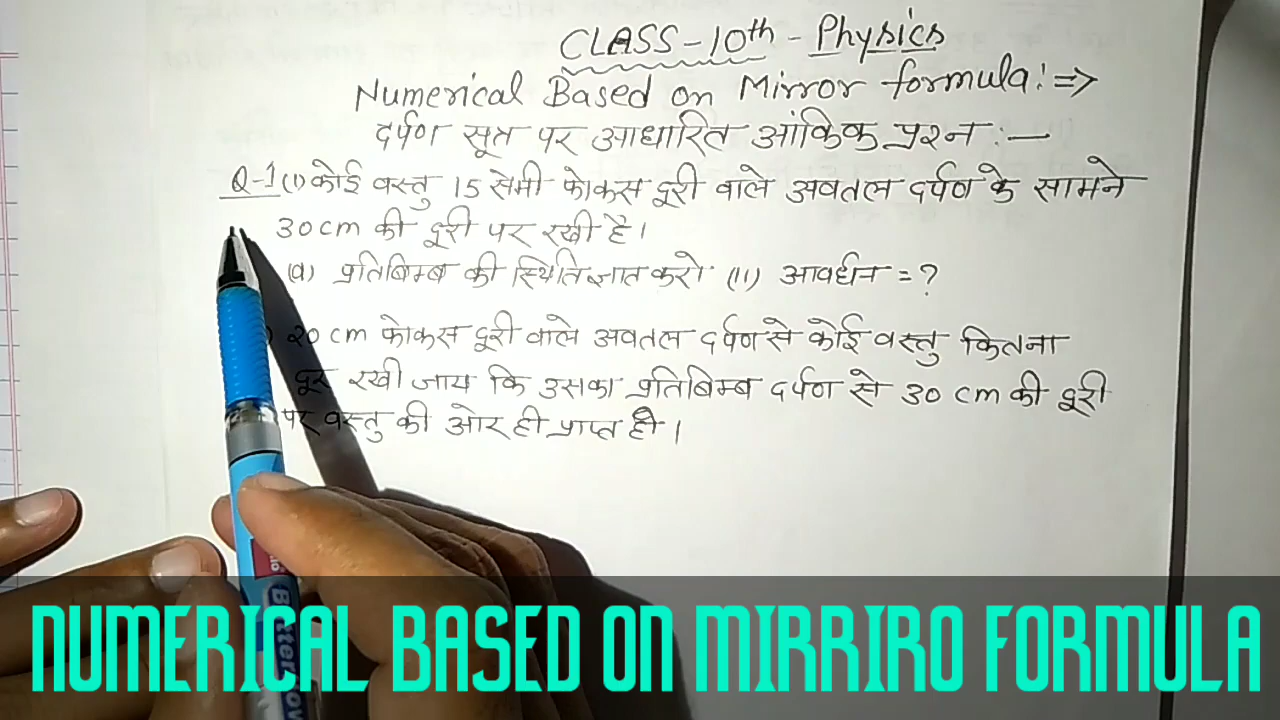 CLASS-10th - Physics
Numerical Based on Mirror formula:⇒
दर्पण सूत्र पर आधारित आंकिक प्रश्न :—
Q-1 (i) कोई वस्तु 15 सेमी फोकस दूरी वाले अवतल दर्पण के सामने
30cm की दूरी पर रखी है।
(a) प्रतिबिम्ब की स्थिति ज्ञात करो (ii) आवर्धन = ?
20 cm फोकस दूरी वाले अवतल दर्पण से कोई वस्तु कितना
दूर रखी जाय कि उसका प्रतिबिम्ब दर्पण से 30 cm की दूरी
पर वस्तु की ओर ही प्राप्त हो।
NUMERICAL BASED ON MIRRIRO FORMULA